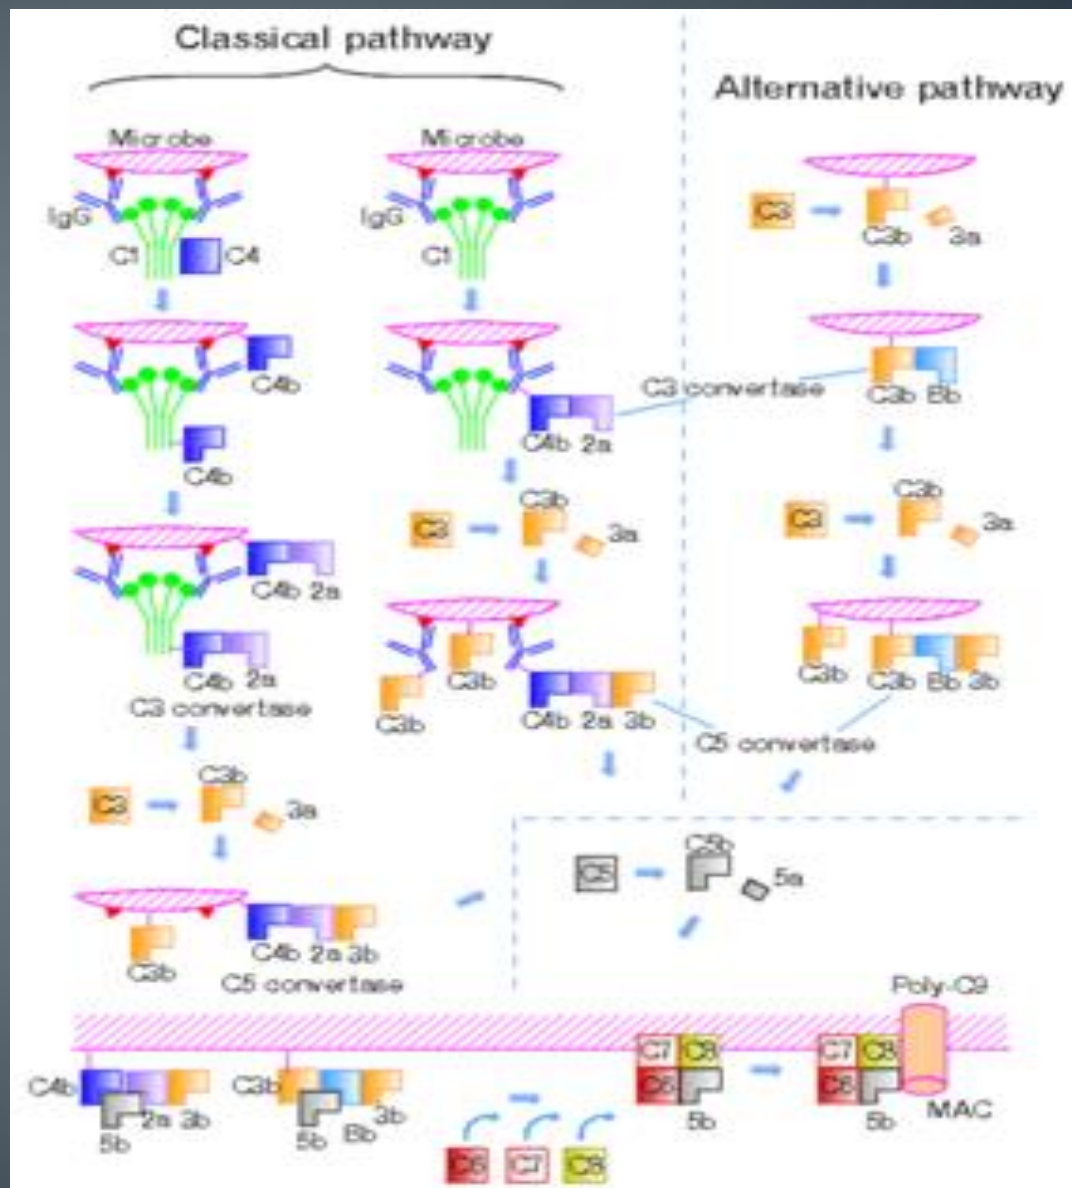 Classical pathway
Alternative pathway
Microbe
IgG
C1
C4
C4b
C4b
C4b 2a
C4b 2a
C3 convertase
C3
C3b
3a
C3b
C4b 2a 3b
C5 convertase
Microbe
IgG
C1
C4b 2a
C3
C3b
3a
C3b
C3b
C4b 2a 3b
C3 convertase
C5 convertase
C3
C3b
3a
C3b Bb
C3
C3b
3a
C3b
C3b Bb 3b
C5
C5b
5a
Poly-C9
C4b
2a 3b
5b
C3b
3b
5b Bb
C6 C7 C8
C7 C8
C6
5b
C7 C8
C6
5b
MAC